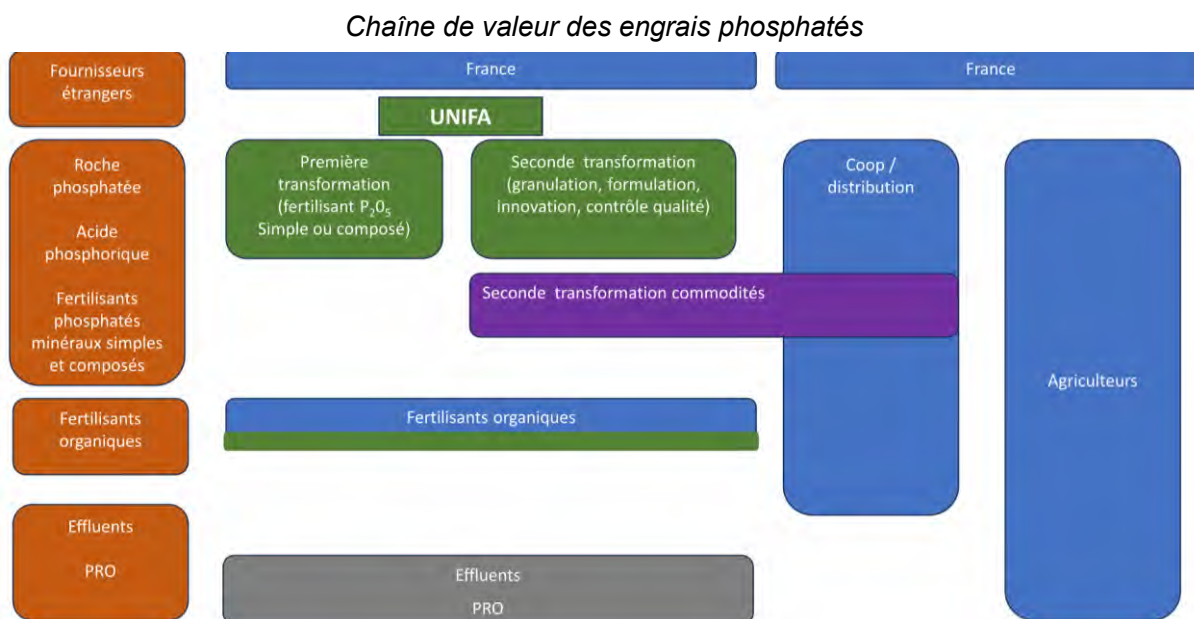 Chaîne de valeur des engrais phosphatés
Fournisseurs
étrangers
France
France
UNIFA
Roche
phosphatée
Acide
phosphorique
Fertilisants
phosphatés
minéraux simples
et composés
Première
transformation
(fertilisant P₂0₅
Simple ou composé)
Seconde transformation
(granulation, formulation,
innovation, contrôle qualité)
Coop /
distribution
Seconde transformation commodités
Agriculteurs
Fertilisants
organiques
Fertilisants organiques
Effluents
PRO
Effluents
PRO